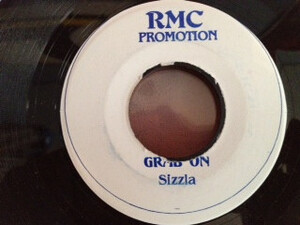 RMC
PROMOTION
GRAB ON
Sizzla